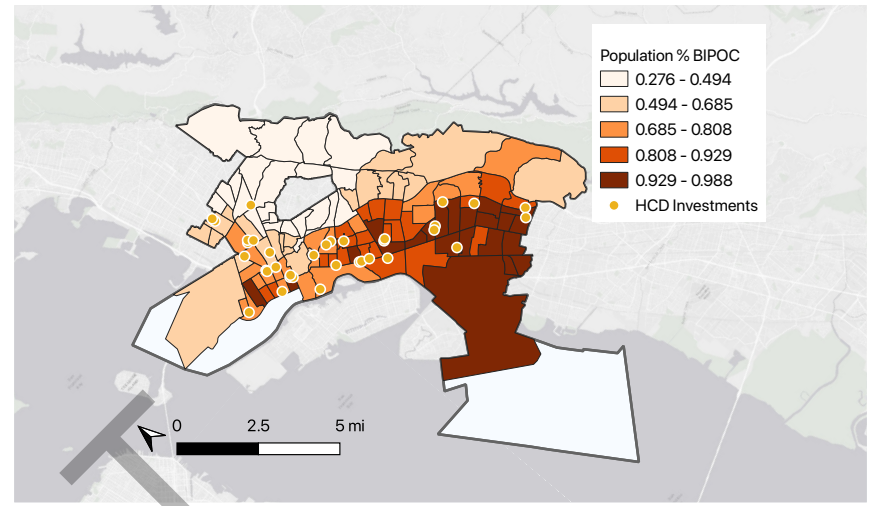 Population % BIPOC
0.276 - 0.494
0.494 - 0.685
0.685 - 0.808
0.808 - 0.929
0.929 - 0.988
HCD Investments
0 2.5 5 mi